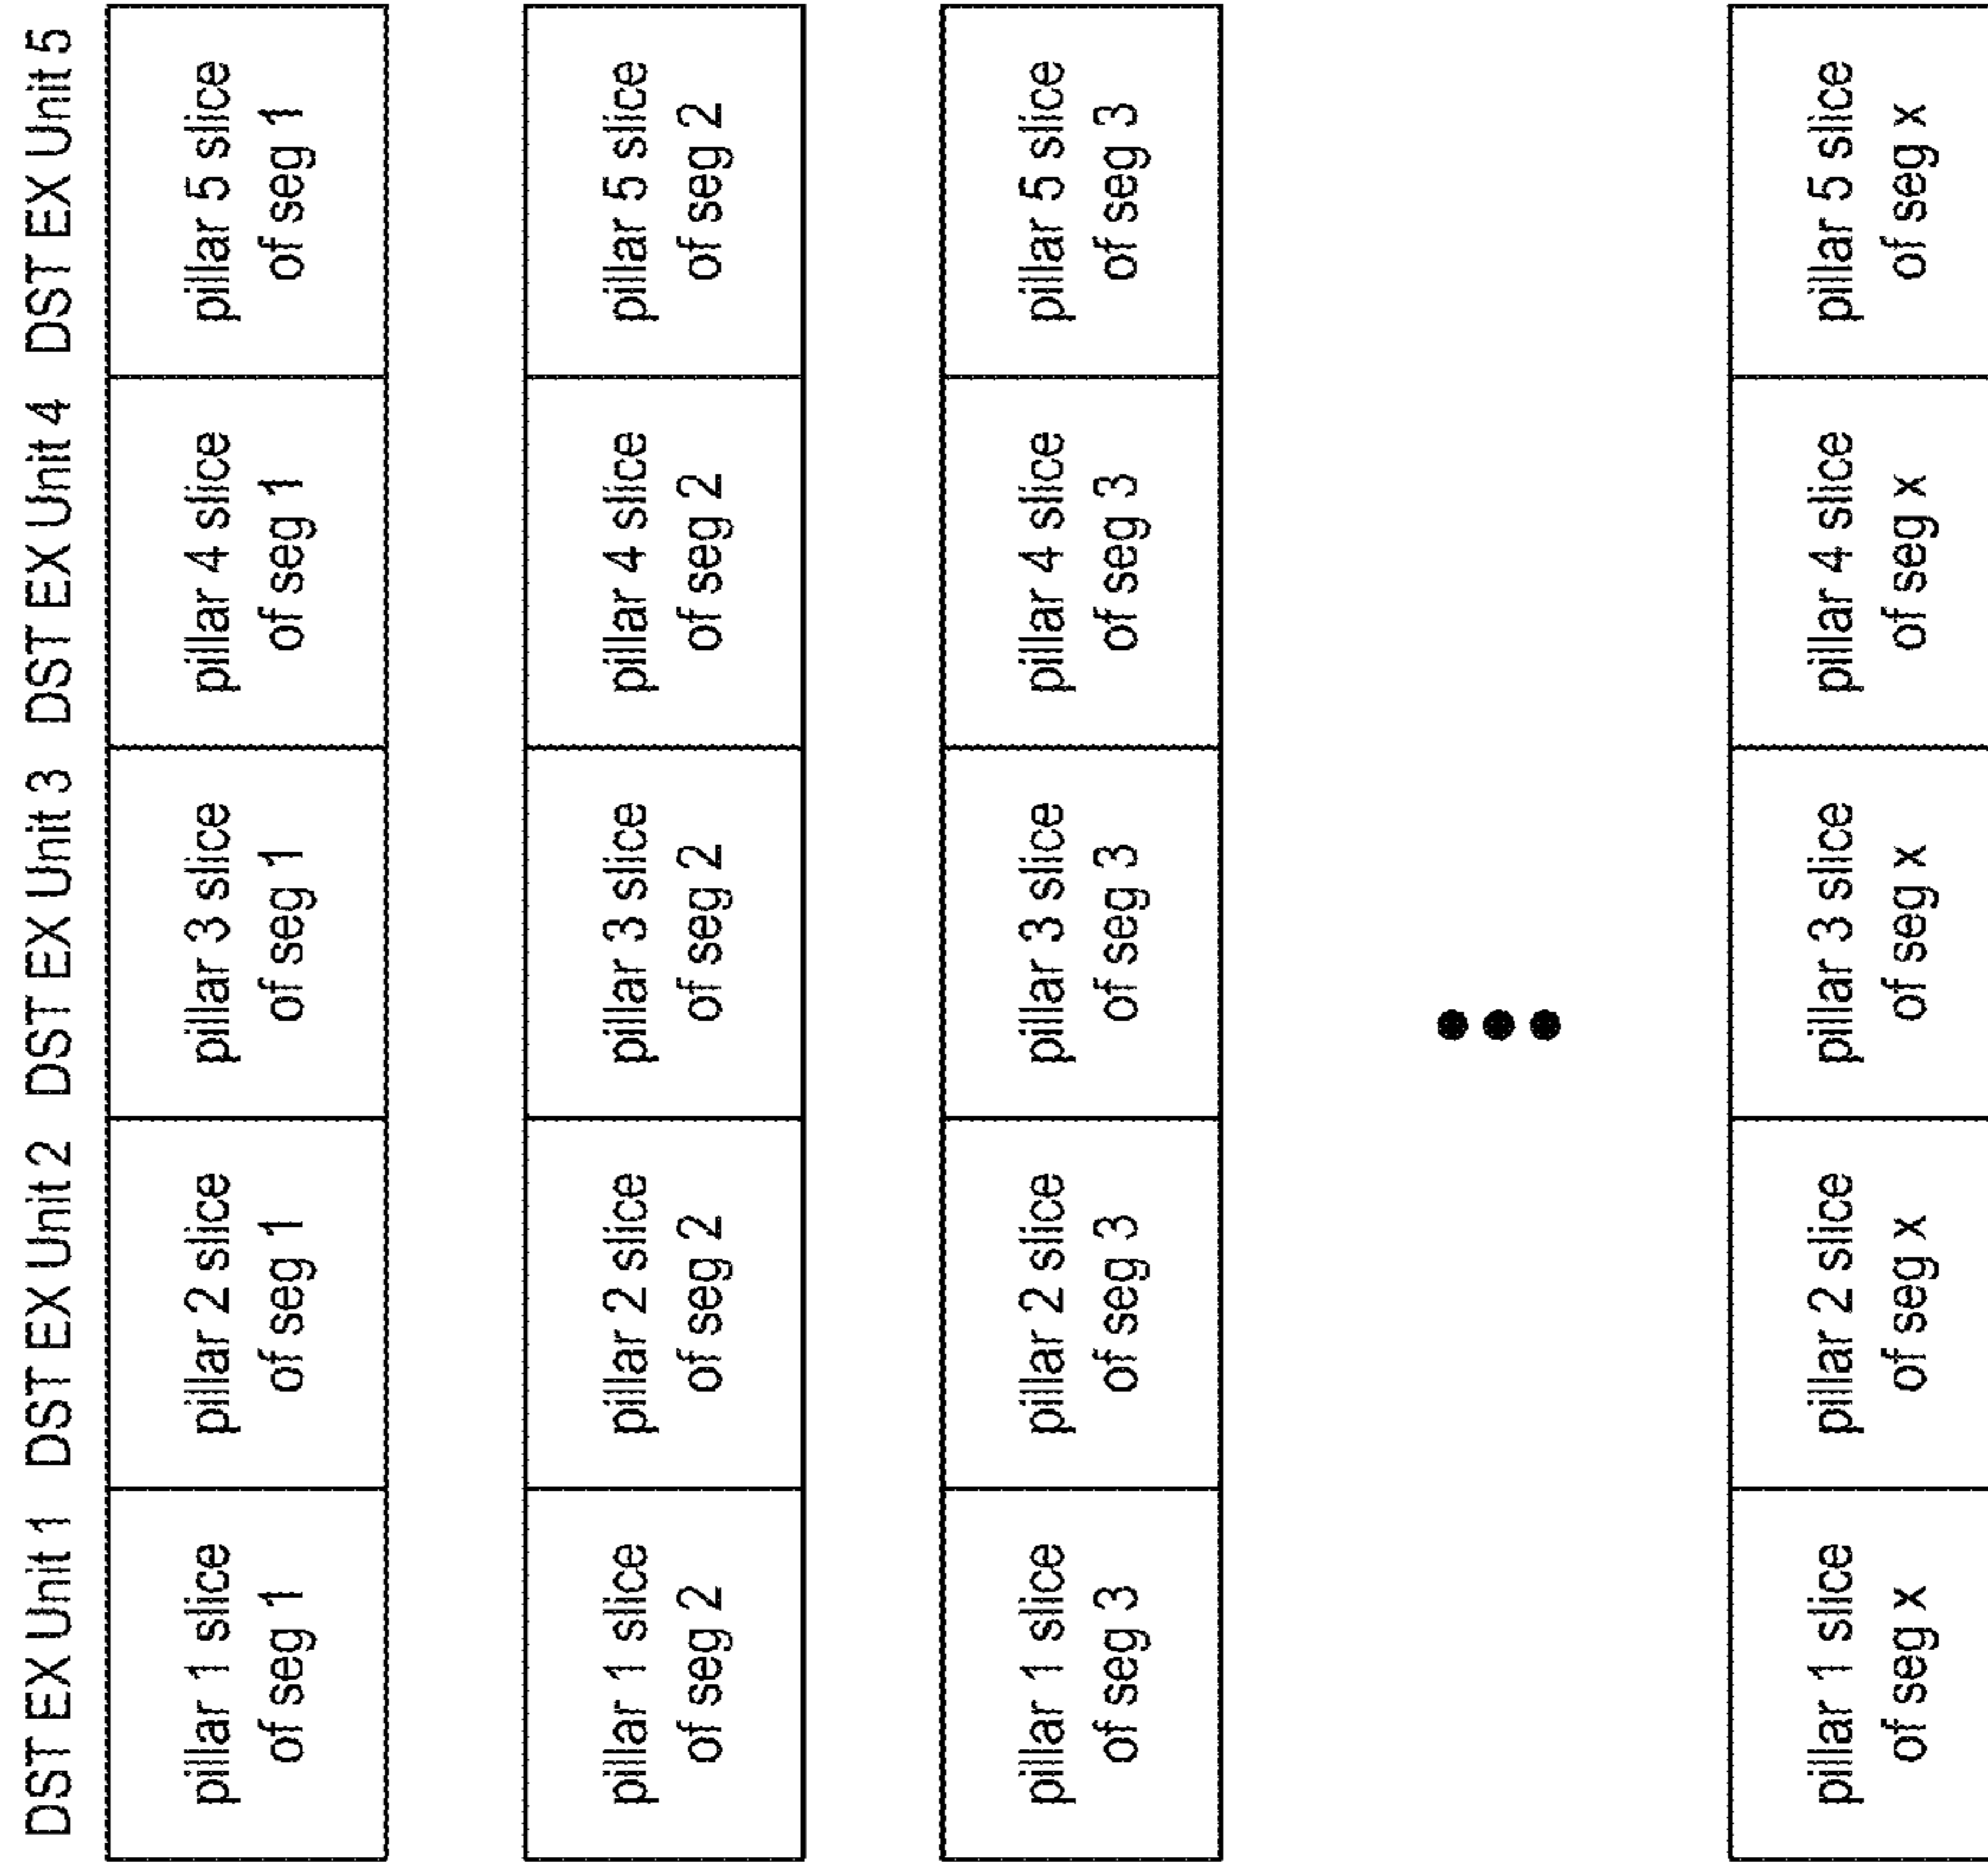 DST EX Unit 1 DST EX Unit 2 DST EX Unit 3 DST EX Unit 4 DST EX Unit 5
pillar 1 slice
of seg 1
pillar 2 slice
of seg 1
pillar 3 slice
of seg 1
pillar 4 slice
of seg 1
pillar 5 slice
of seg 1
pillar 1 slice
of seg 2
pillar 2 slice
of seg 2
pillar 3 slice
of seg 2
pillar 4 slice
of seg 2
pillar 5 slice
of seg 2
pillar 1 slice
of seg 3
pillar 2 slice
of seg 3
pillar 3 slice
of seg 3
pillar 4 slice
of seg 3
pillar 5 slice
of seg 3
pillar 1 slice
of seg x
pillar 2 slice
of seg x
pillar 3 slice
of seg x
pillar 4 slice
of seg x
pillar 5 slice
of seg x